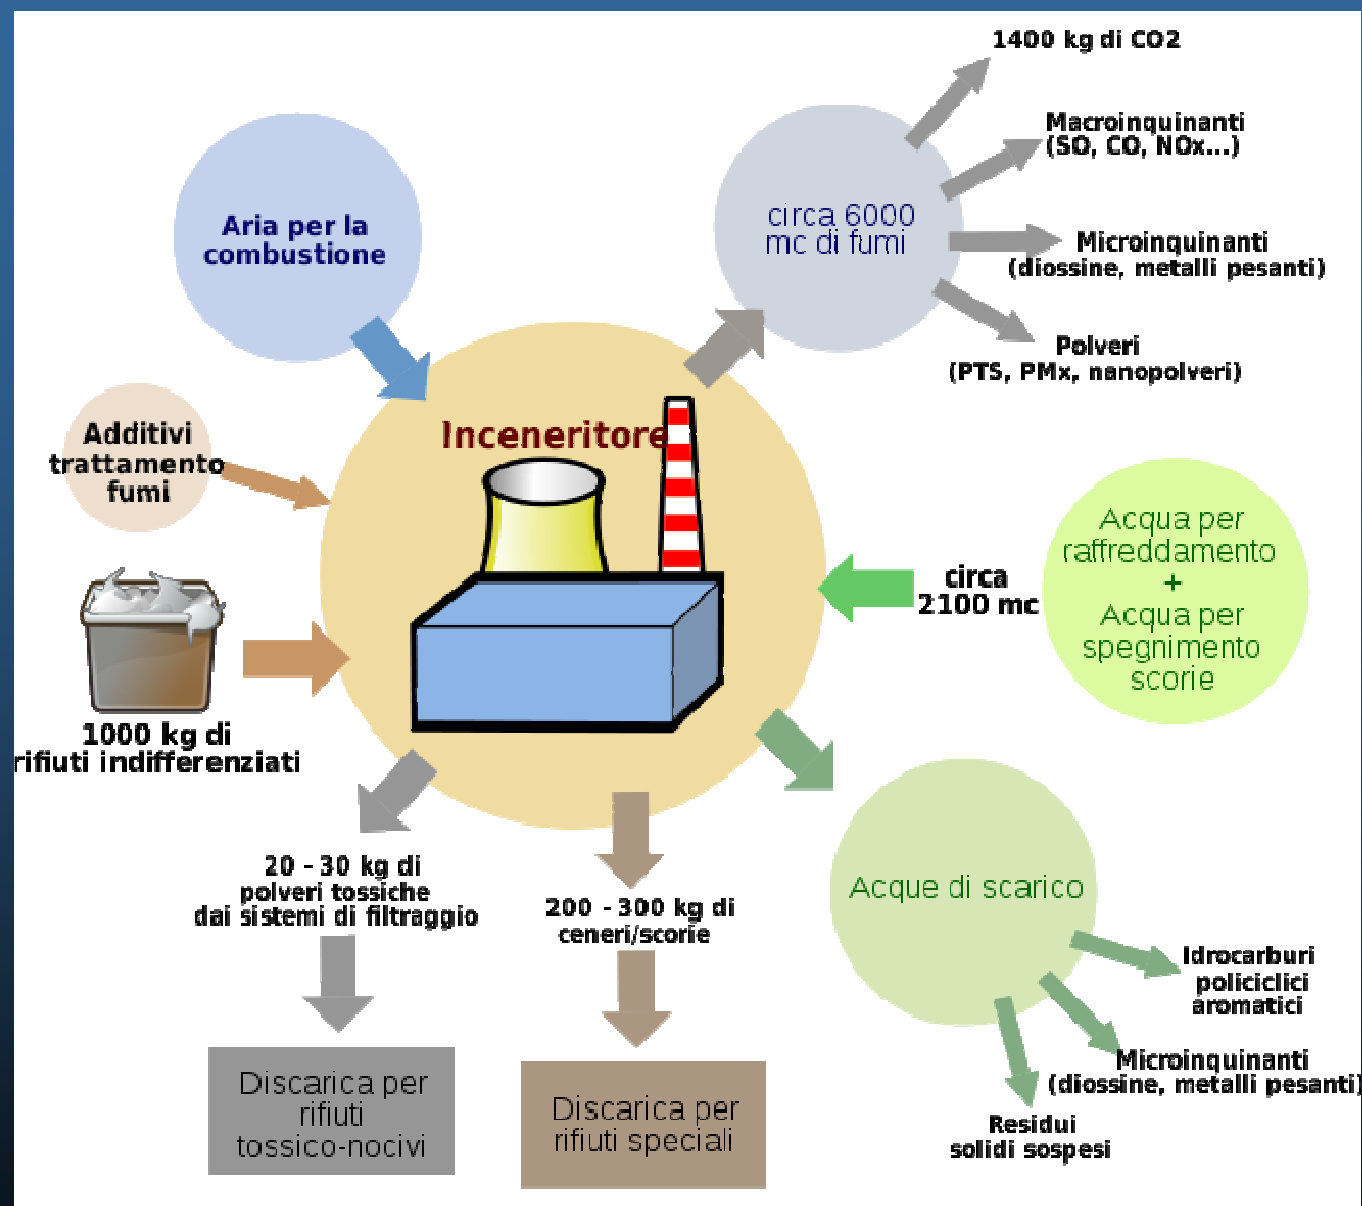 1400 kg di CO2
Macroinquinanti
(SO, CO, NOx...)
Aria per la
combustione
circa 6000
mc di fumi
Microinquinanti
(diossine, metalli pesanti)
Polveri
(PTS, PMx, nanopolveri)
Inceneritore
Additivi
trattamento
fumi
Acqua per
raffreddamento
+
Acqua per
spegnimento
scorie
circa
2100 mc
1000 kg di
rifiuti indifferenziati
20 - 30 kg di
polveri tossiche
dai sistemi di filtraggio
200 - 300 kg di
ceneri/scorie
Acque di scarico
Idrocarburi
policiclici
aromatici
Microinquinanti
(diossine, metalli pesanti)
Residui
solidi sospesi
Discarica per
rifiuti
tossico-nocivi
Discarica per
rifiuti speciali